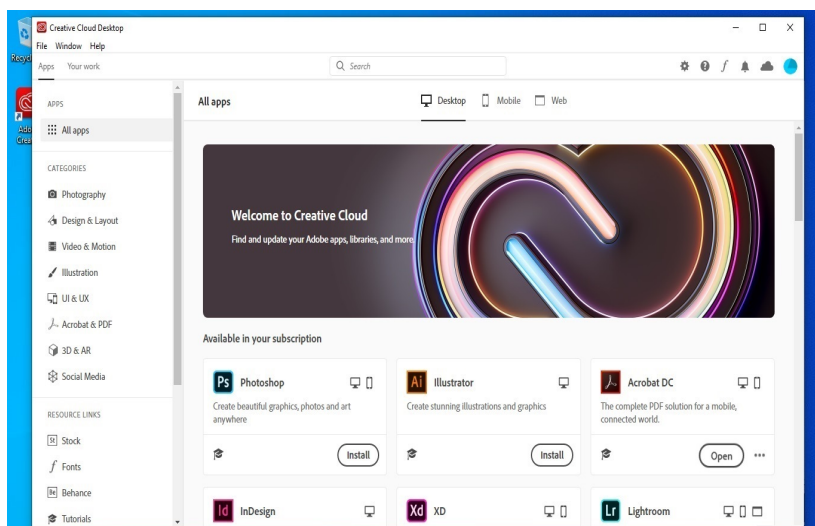 Creative Cloud Desktop
File Window Help
Apps Your work
Search
APPS
All apps
CATEGORIES
Photography
Design & Layout
Video & Motion
Illustration
UI & UX
Acrobat & PDF
3D & AR
Social Media
RESOURCE LINKS
St Stock
f Fonts
Be Behance
Tutorials
All apps
Desktop Mobile Web
Welcome to Creative Cloud
Find and update your Adobe apps, libraries, and more.
Available in your subscription
Ps Photoshop
Create beautiful graphics, photos and art
anywhere
Install
Ai Illustrator
Create stunning illustrations and graphics
Install
Acrobat DC
The complete PDF solution for a mobile,
connected world.
Open
Id InDesign
Xd XD
Lr Lightroom